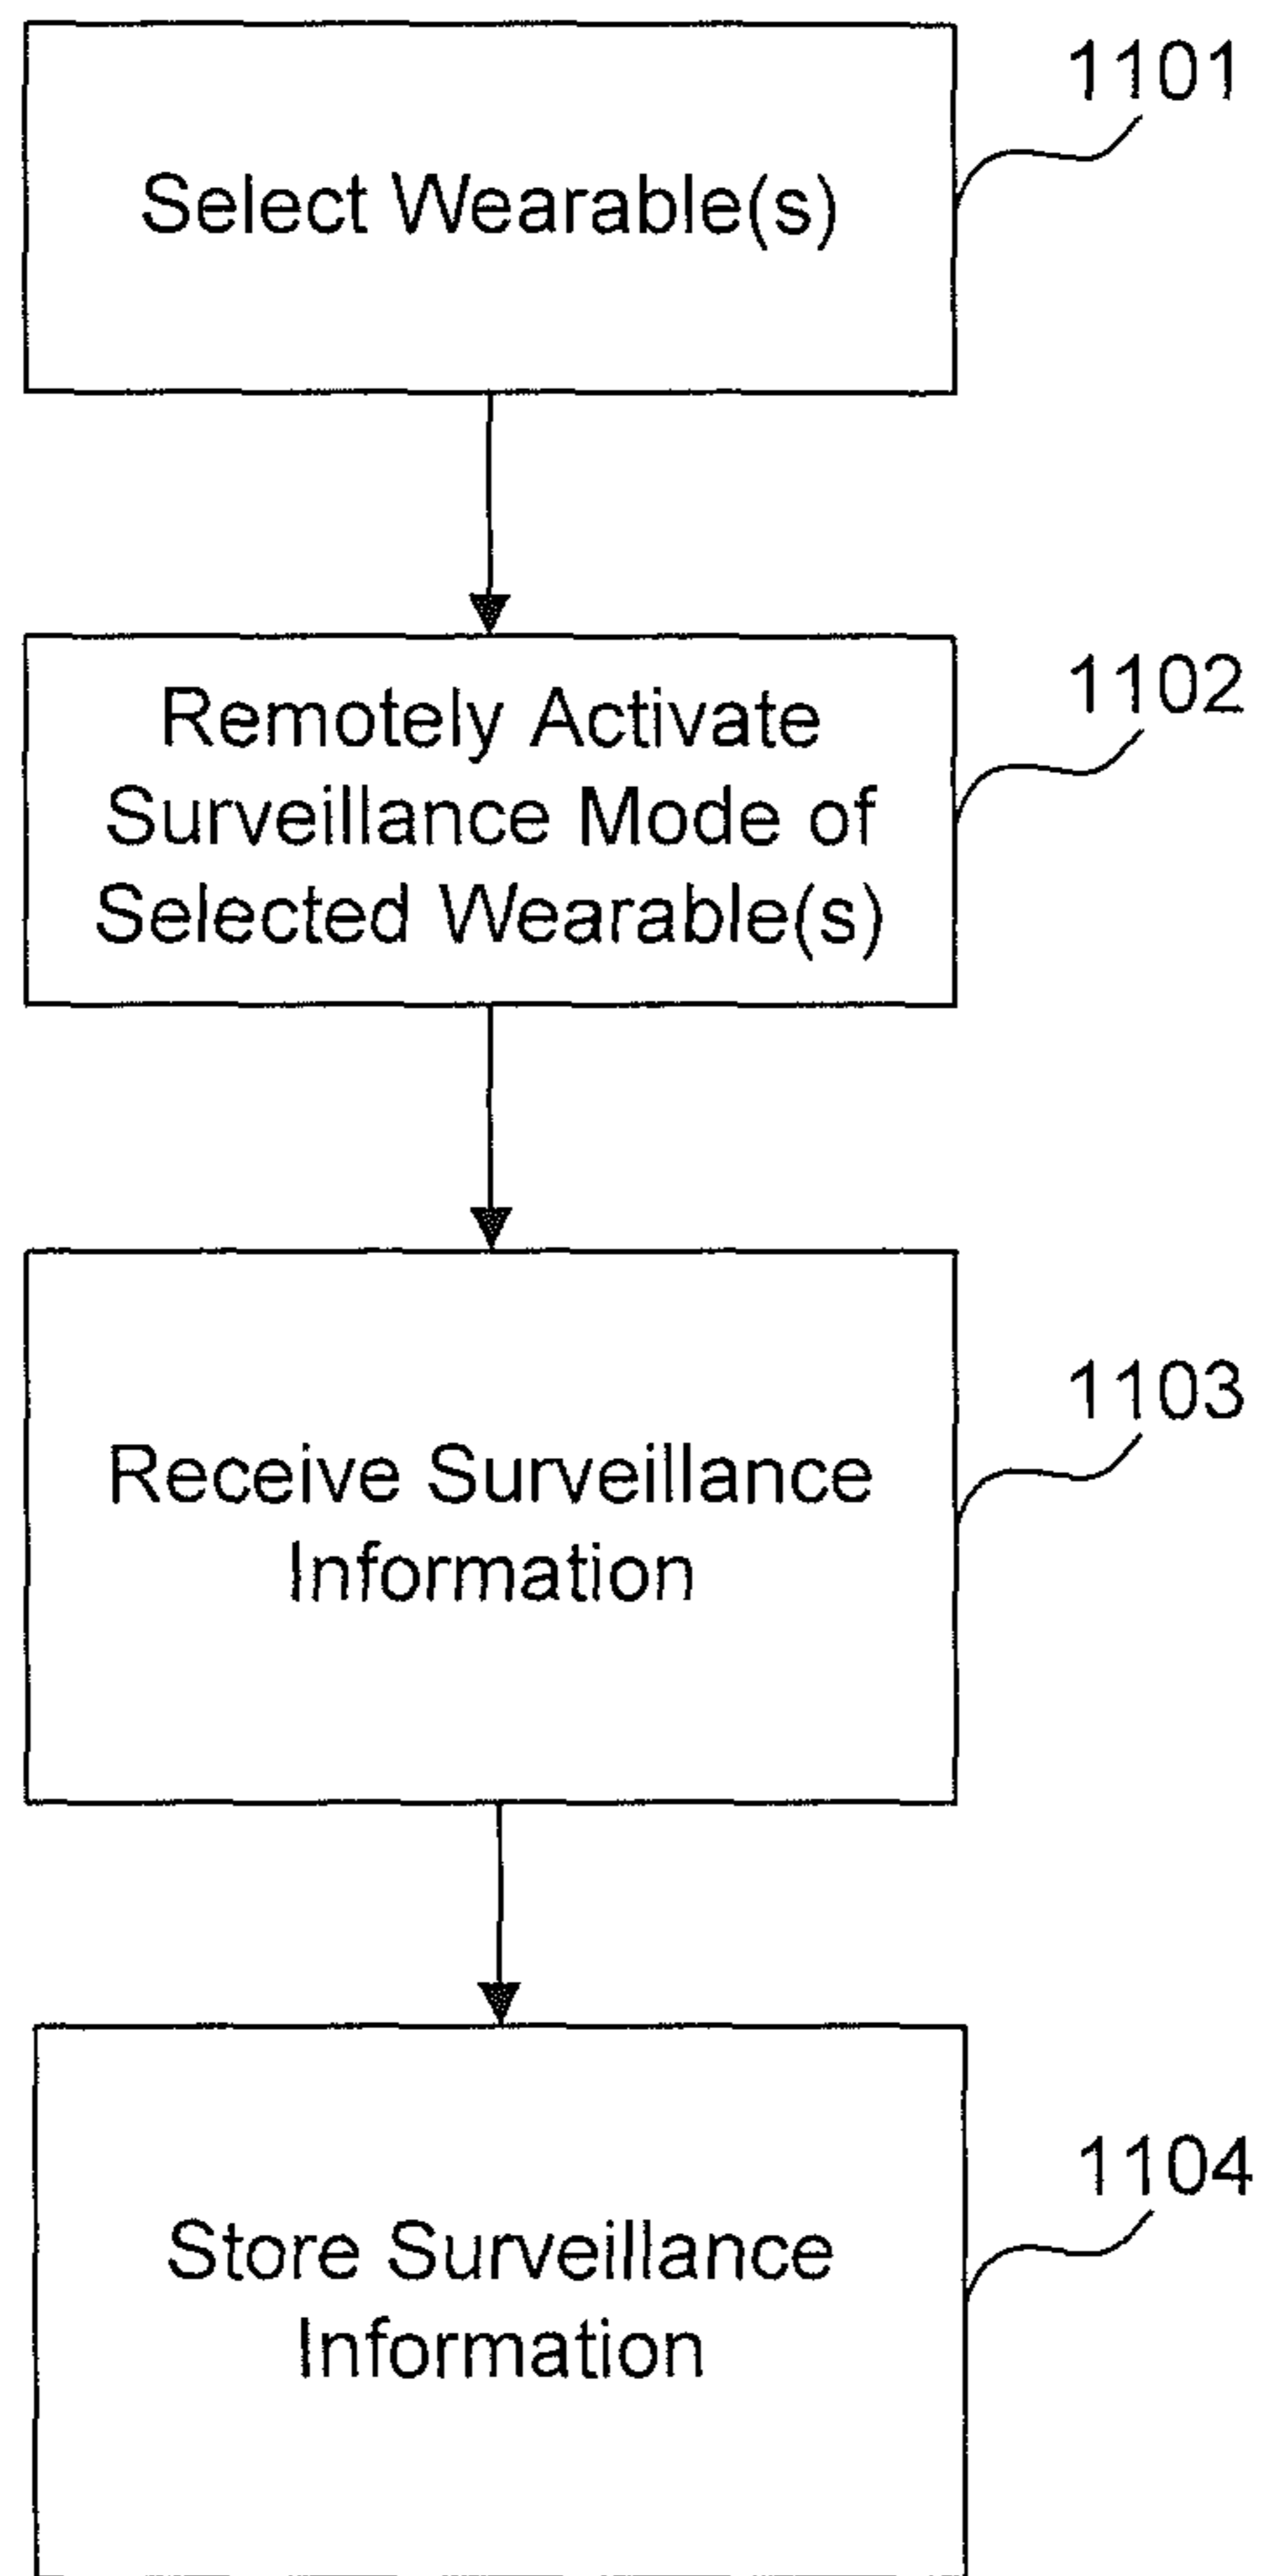 1101
Select Wearable(s)
1102
Remotely Activate
Surveillance Mode of
Selected Wearable(s)
1103
Receive Surveillance
Information
1104
Store Surveillance
Information